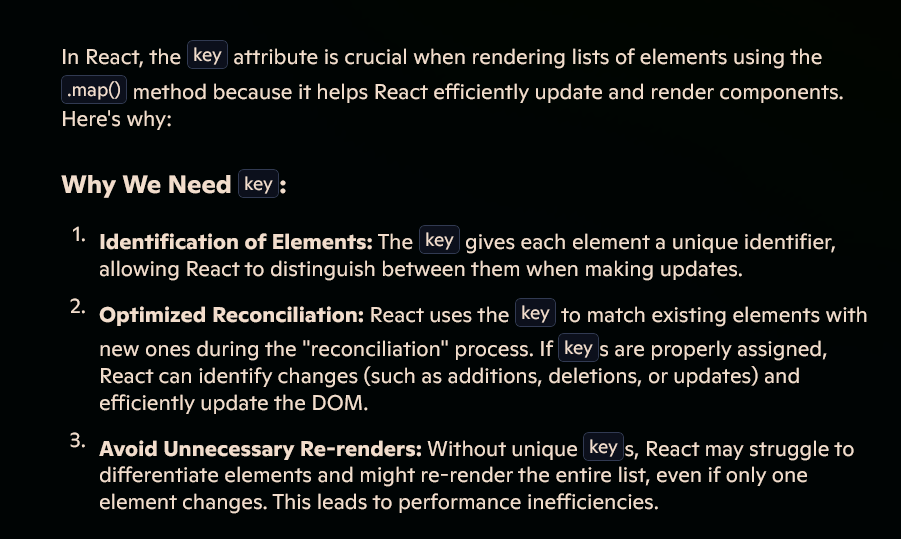 In React, the key attribute is crucial when rendering lists of elements using the
.map() method because it helps React efficiently update and render components.
Here's why:
Why We Need key:
1. Identification of Elements: The key gives each element a unique identifier,
allowing React to distinguish between them when making updates.
2. Optimized Reconciliation: React uses the key to match existing elements with
new ones during the "reconciliation" process. If keys are properly assigned,
React can identify changes (such as additions, deletions, or updates) and
efficiently update the DOM.
3. Avoid Unnecessary Re-renders: Without unique keys, React may struggle to
differentiate elements and might re-render the entire list, even if only one
element changes. This leads to performance inefficiencies.